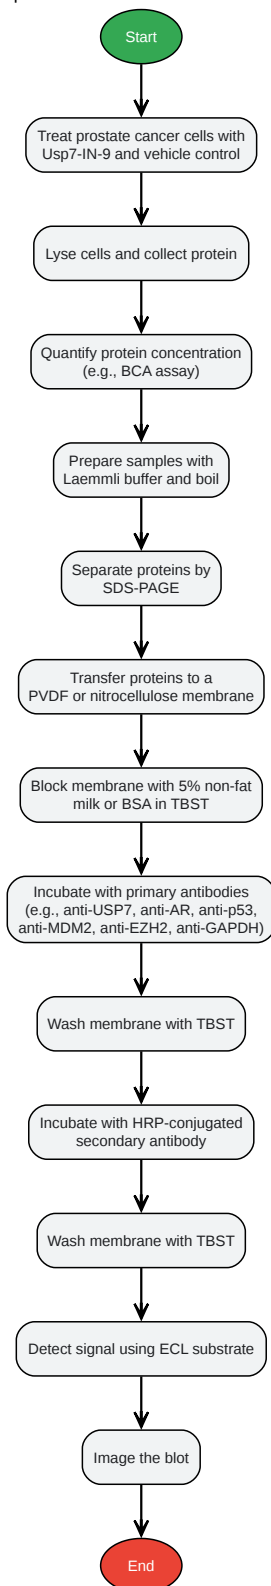 Start
Treat prostate cancer cells with
Usp7-IN-9 and vehicle control
Lyse cells and collect protein
Quantify protein concentration
(e.g., BCA assay)
Prepare samples with
Laemmli buffer and boil
Separate proteins by
SDS-PAGE
Transfer proteins to a
PVDF or nitrocellulose membrane
Block membrane with 5% non-fat
milk or BSA in TBST
Incubate with primary antibodies
(e.g., anti-USP7, anti-AR, anti-p53,
anti-MDM2, anti-EZH2, anti-GAPDH)
Wash membrane with TBST
Incubate with HRP-conjugated
secondary antibody
Wash membrane with TBST
Detect signal using ECL substrate
Image the blot
End